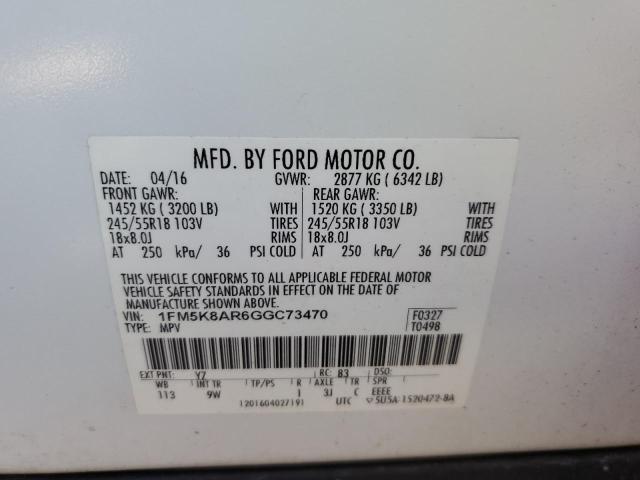 MFD. BY FORD MOTOR CO.
DATE: 04/16 GVWR: 2877 KG ( 6342 LB)
FRONT GAWR: REAR GAWR:
1452 KG ( 3200 LB) WITH 1520 KG ( 3350 LB) WITH
245/55R18 103V TIRES 245/55R18 103V TIRES
18x8.0J RIMS 18x8.0J RIMS
AT 250 kPa/ 36 PSI COLD AT 250 kPa/ 36 PSI COLD
THIS VEHICLE CONFORMS TO ALL APPLICABLE FEDERAL MOTOR
VEHICLE SAFETY STANDARDS IN EFFECT ON THE DATE OF
MANUFACTURE SHOWN ABOVE.
VIN: 1FM5K8AR6GGC73470 F0327
TYPE: MPV T0498
EXT PNT: Y7 RC: 83 DSO:
WB INT TR TP/PS R AXLE TR SPR
113 9W I 3J C EEEE
120160402719 UTC 5U5A-1520472-8A